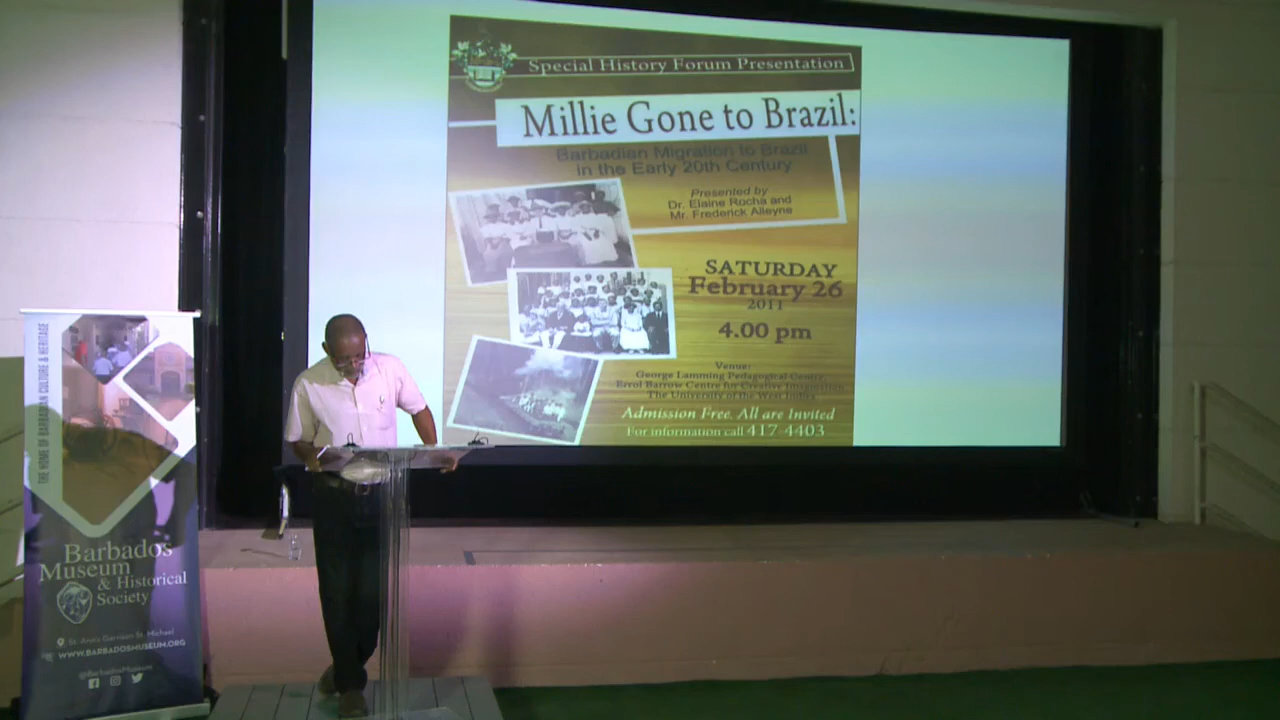 Special History Forum Presentation
Millie Gone to Brazil:
Barbadian Migration to Brazil
in the Early 20th Century
Presented by
Dr. Elaine Rocha and
Mr. Frederick Alleyne
SATURDAY
February 26
2011
4.00 pm
Venue:
George Lamming Pedagogical Centre
Errol Barrow Centre for Creative Imagination
The University of the West Indies
Admission Free. All are Invited
For information call 417-4403
THE HOME OF BARBADIAN CULTURE & HERITAGE
Barbados
Museum
& Historical
Society
St. Ann's Garrison St. Michael
WWW.BARBADOSMUSEUM.ORG
@BarbadosMuseum